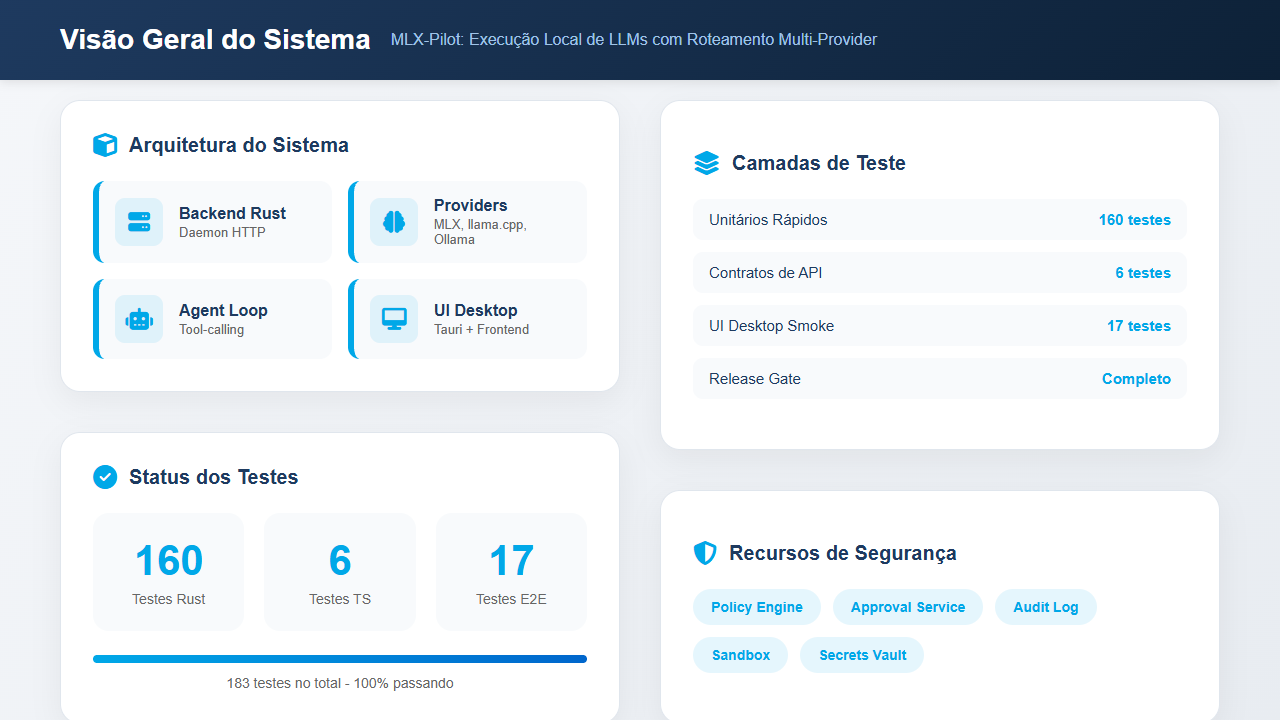 Visão Geral do Sistema
MLX-Pilot: Execução Local de LLMs com Roteamento Multi-Provider
Arquitetura do Sistema
Backend Rust
Daemon HTTP
Providers
MLX, llama.cpp,
Ollama
Agent Loop
Tool-calling
UI Desktop
Tauri + Frontend
Status dos Testes
160
Testes Rust
6
Testes TS
17
Testes E2E
183 testes no total - 100% passando
Camadas de Teste
Unitários Rápidos 160 testes
Contratos de API 6 testes
UI Desktop Smoke 17 testes
Release Gate Completo
Recursos de Segurança
Policy Engine
Approval Service
Audit Log
Sandbox
Secrets Vault